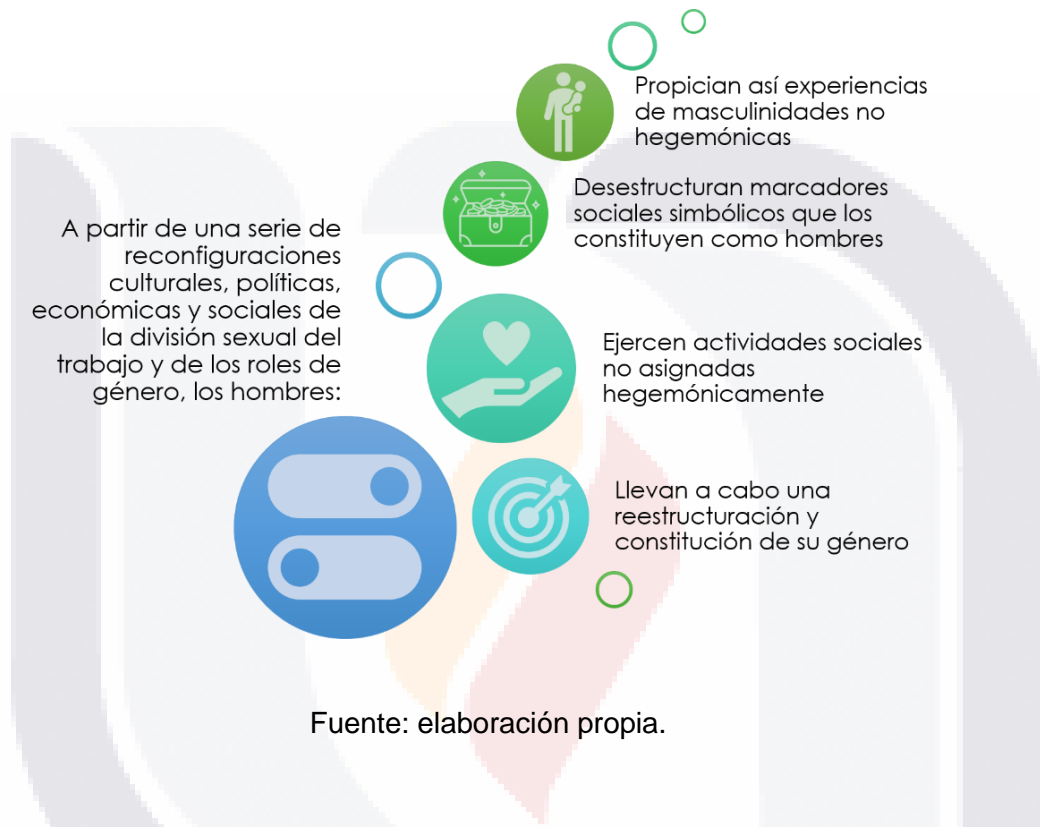 Propician así experiencias
de masculinidades no
hegemónicas
Desestructuran marcadores
sociales simbólicos que los
constituyen como hombres
A partir de una serie de
reconfiguraciones
culturales, políticas,
económicas y sociales de
la división sexual del
trabajo y de los roles de
género, los hombres:
Ejercen actividades sociales
no asignadas
hegemónicamente
Llevan a cabo una
reestructuración y
constitución de su género
Fuente: elaboración propia.